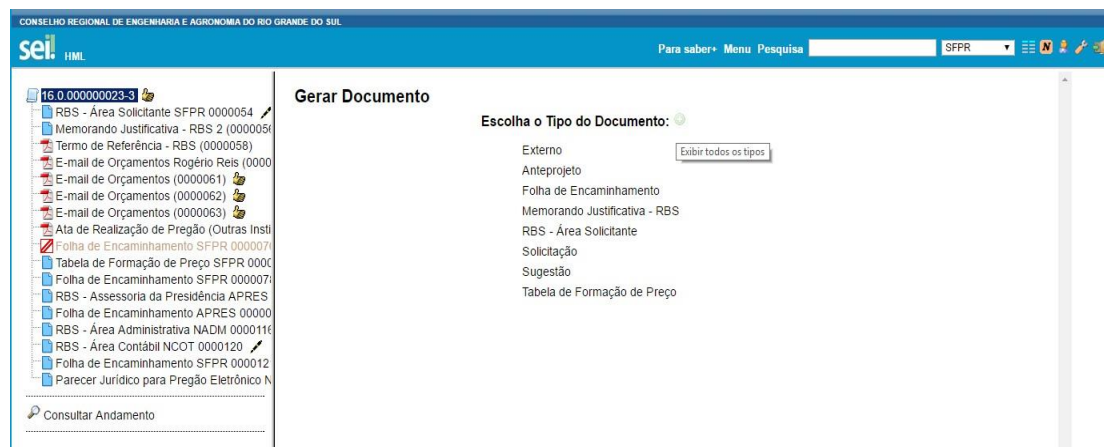 CONSELHO REGIONAL DE ENGENHARIA E AGRONOMIA DO RIO GRANDE DO SUL
sei! HML
Para saber+ Menu Pesquisa SFPR
16.0.000000023-3
RBS - Área Solicitante SFPR 0000054
Memorando Justificativa - RBS 2 (0000056
Termo de Referência - RBS (0000058)
E-mail de Orçamentos Rogério Reis (0000
E-mail de Orçamentos (0000061)
E-mail de Orçamentos (0000062)
E-mail de Orçamentos (0000063)
Ata de Realização de Pregão (Outras Insti
Folha de Encaminhamento SFPR 000007
Tabela de Formação de Preço SFPR 000
Folha de Encaminhamento SFPR 000007
RBS - Assessoria da Presidência APRES
Folha de Encaminhamento APRES 00000
RBS - Área Administrativa NADM 000011
RBS - Área Contábil NCOT 0000120
Folha de Encaminhamento SFPR 000012
Parecer Jurídico para Pregão Eletrônico N
Consultar Andamento
Gerar Documento
Escolha o Tipo do Documento:
Exibir todos os tipos
Externo
Anteprojeto
Folha de Encaminhamento
Memorando Justificativa - RBS
RBS - Área Solicitante
Solicitação
Sugestão
Tabela de Formação de Preço